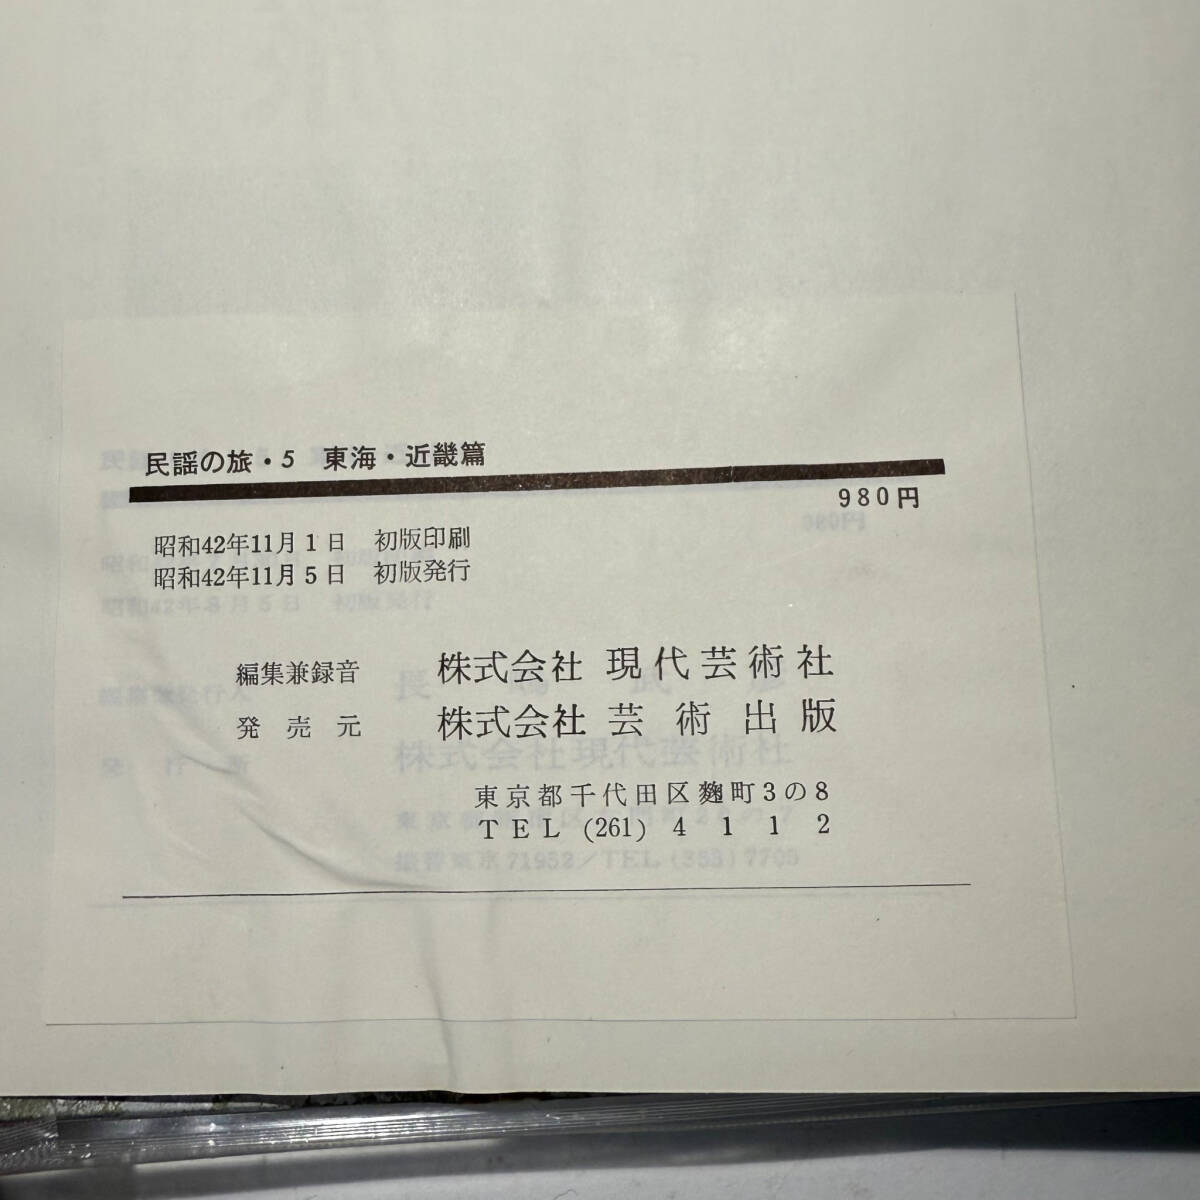 民謡の旅・5 東海・近畿篇
980円
昭和42年11月1日 初版印刷
昭和42年11月5日 初版発行
編集兼録音 株式会社 現代芸術社
発売元 株式会社 芸術出版
東京都千代田区麹町3の8
TEL (261) 4112